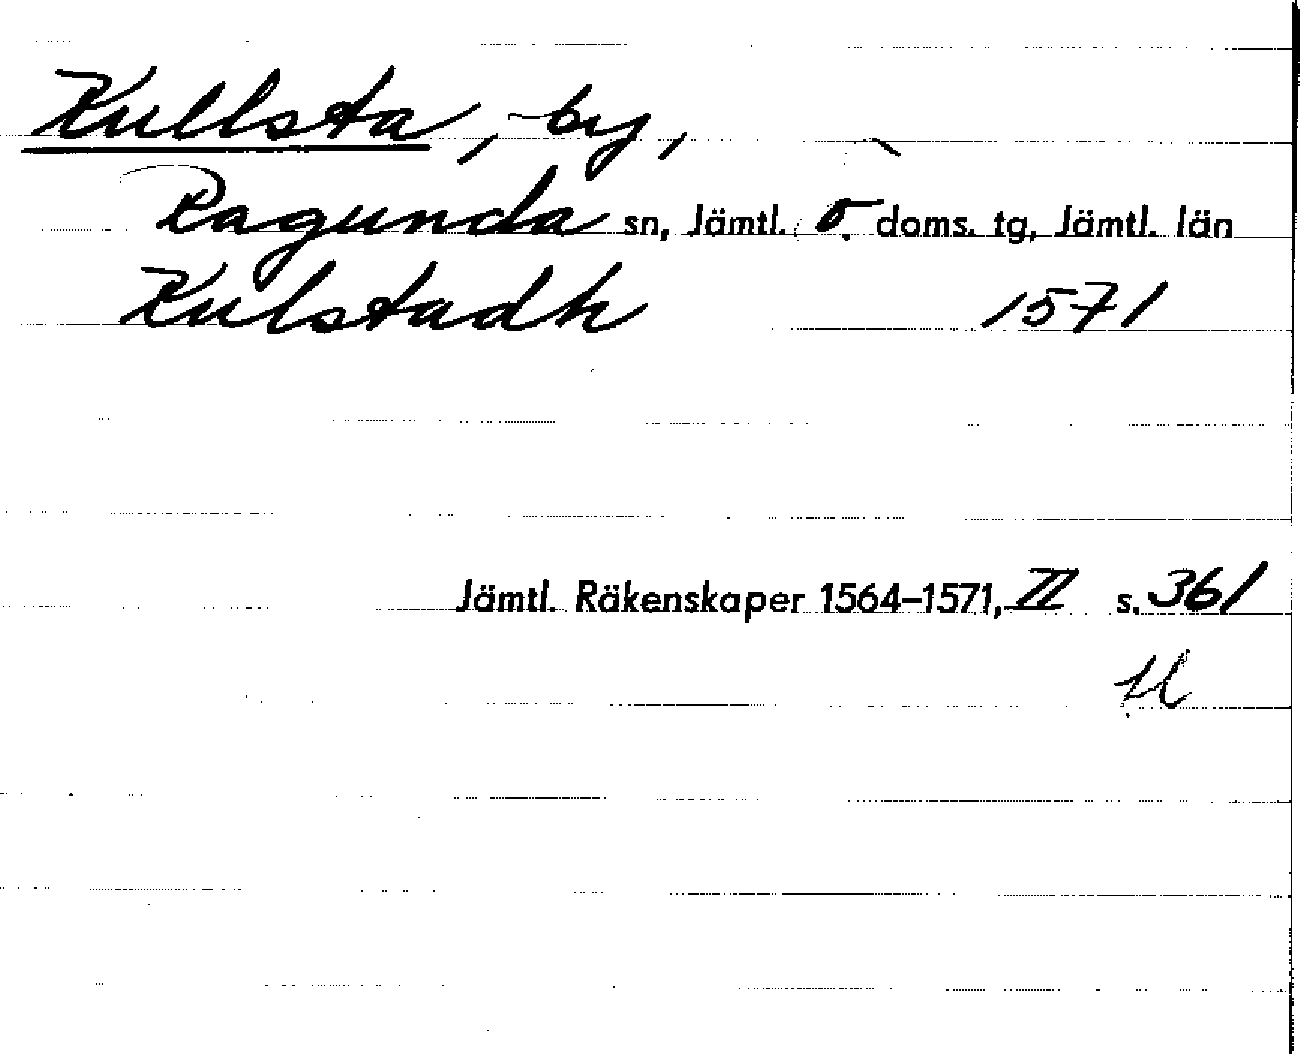 Kullsta, by,
Ragunda sn, Jämtl. ö. doms. tg, Jämtl. län
Kulstadh 1571
Jämtl. Räkenskaper 1564–1571, II s. 361